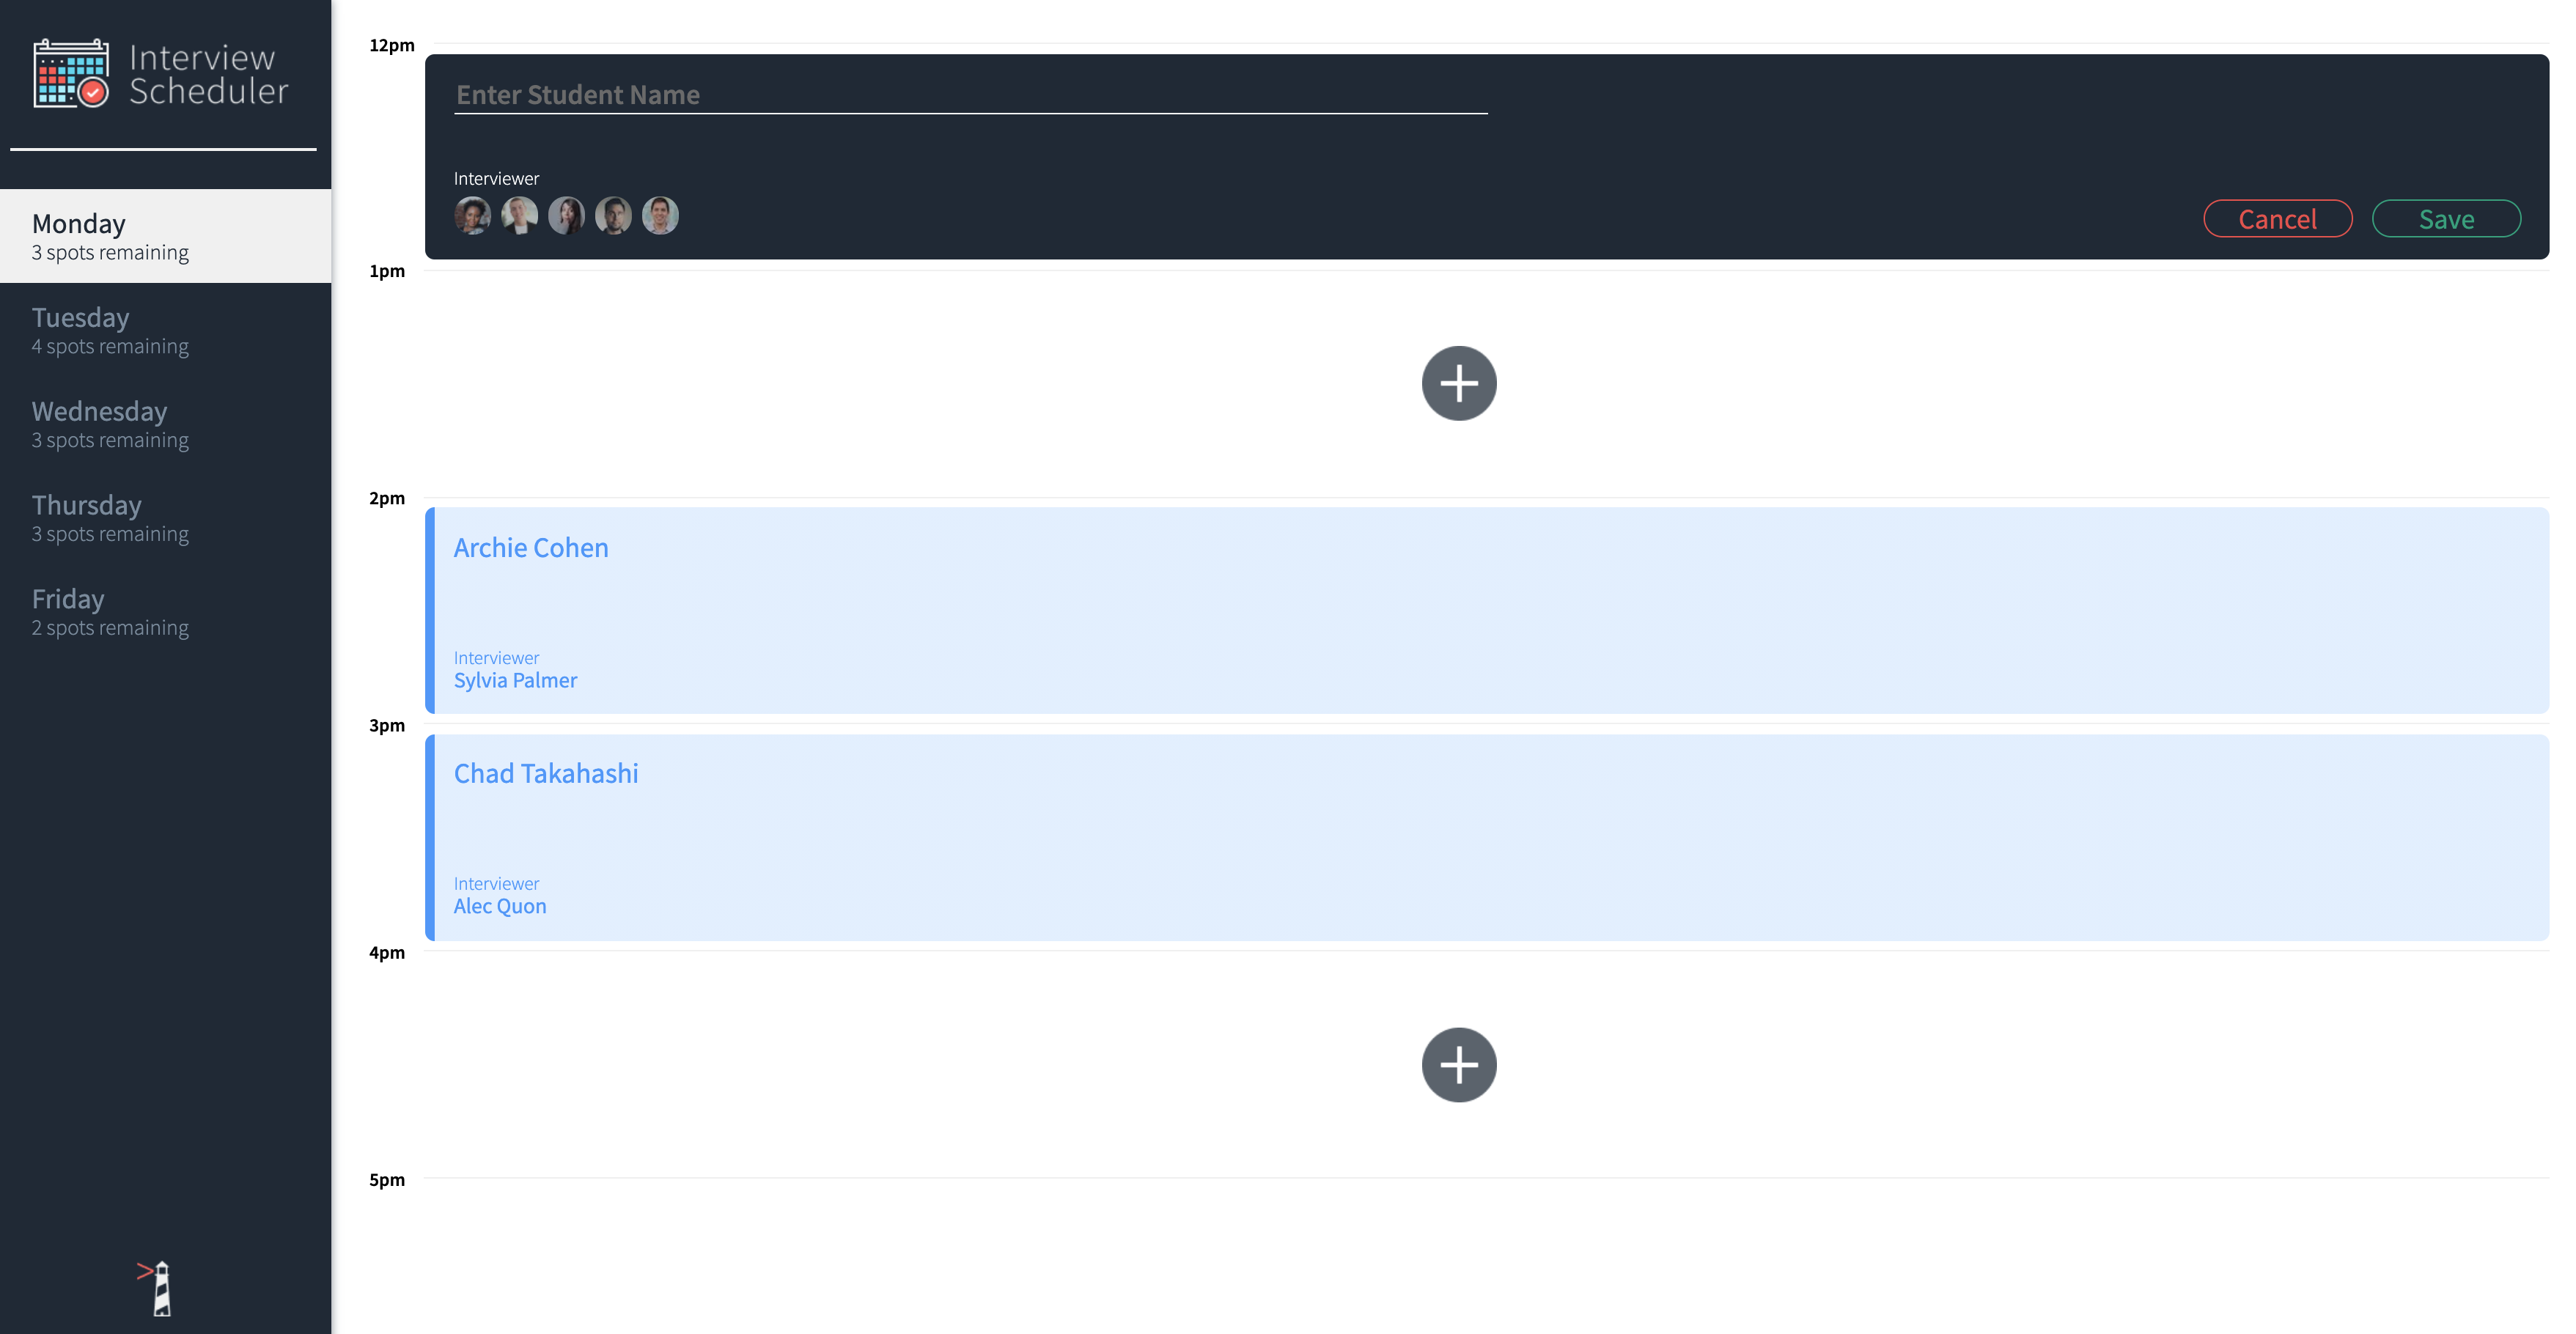 Interview
Scheduler
Monday
3 spots remaining
Tuesday
4 spots remaining
Wednesday
3 spots remaining
Thursday
3 spots remaining
Friday
2 spots remaining
12pm
Enter Student Name
Interviewer
Cancel
Save
1pm
2pm
Archie Cohen
Interviewer
Sylvia Palmer
3pm
Chad Takahashi
Interviewer
Alec Quon
4pm
5pm